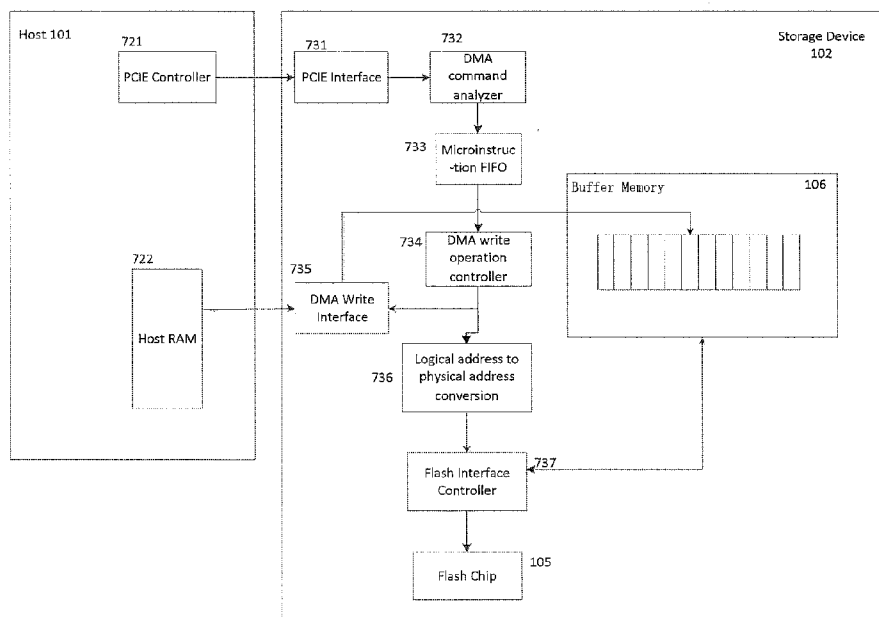 Host 101
721
PCIE Controller
722
Host RAM
Storage Device
102
731
PCIE Interface
732
DMA
command
analyzer
733
Microinstruc
-tion FIFO
734
DMA write
operation
controller
735
DMA Write
Interface
736
Logical address to
physical address
conversion
737
Flash Interface
Controller
105
Flash Chip
Buffer Memory
106